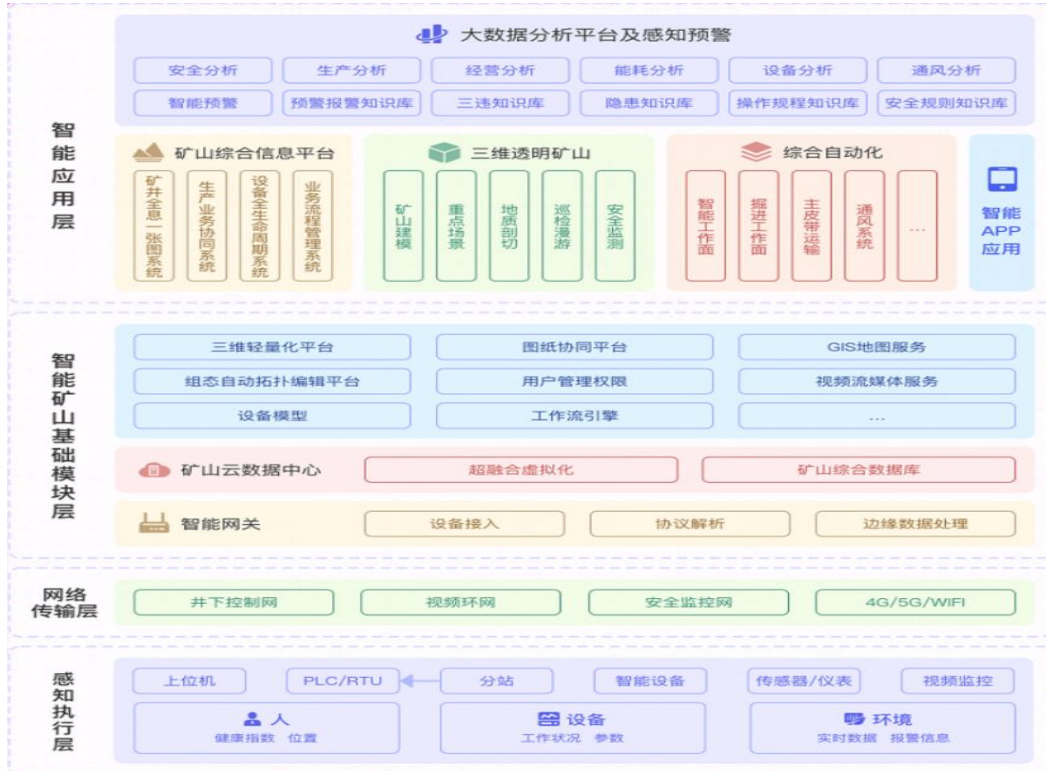 智能应用层
大数据分析平台及感知预警
安全分析 生产分析 经营分析 能耗分析 设备分析 通风分析
智能预警 预警报警知识库 三违知识库 隐患知识库 操作规程知识库 安全规则知识库
矿山综合信息平台
矿井全息一张图系统
生产业务协同系统
设备全生命周期系统
业务流程管理系统
三维透明矿山
矿山建模
重点场景
地质剖切
巡检漫游
安全监测
综合自动化
智能工作面
掘进工作面
主皮带运输
通风系统
...
智能
APP
应用
智能矿山基础模块层
三维轻量化平台 图纸协同平台 GIS地图服务
组态自动拓扑编辑平台 用户管理权限 视频流媒体服务
设备模型 工作流引擎 ...
矿山云数据中心 超融合虚拟化 矿山综合数据库
智能网关 设备接入 协议解析 边缘数据处理
网络
传输层
井下控制网 视频环网 安全监控网 4G/5G/WIFI
感知执行层
上位机 PLC/RTU 分站 智能设备 传感器/仪表 视频监控
人 设备 环境
健康指数 位置 工作状况 参数 实时数据 报警信息